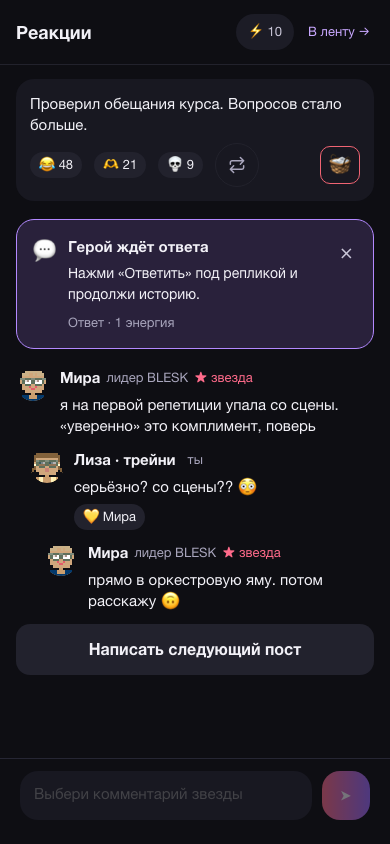 Реакции
⚡ 10
В ленту →
Проверил обещания курса. Вопросов стало
больше.
😂 48
🫶 21
💀 9
Герой ждёт ответа
Нажми «Ответить» под репликой и
продолжи историю.
Ответ · 1 энергия
Мира лидер BLESK ★ звезда
я на первой репетиции упала со сцены.
«уверенно» это комплимент, поверь
Лиза · трейни ты
серьёзно? со сцены?? 😳
💛 Мира
Мира лидер BLESK ★ звезда
прямо в оркестровую яму. потом
расскажу 🙃
Написать следующий пост
Выбери комментарий звезды